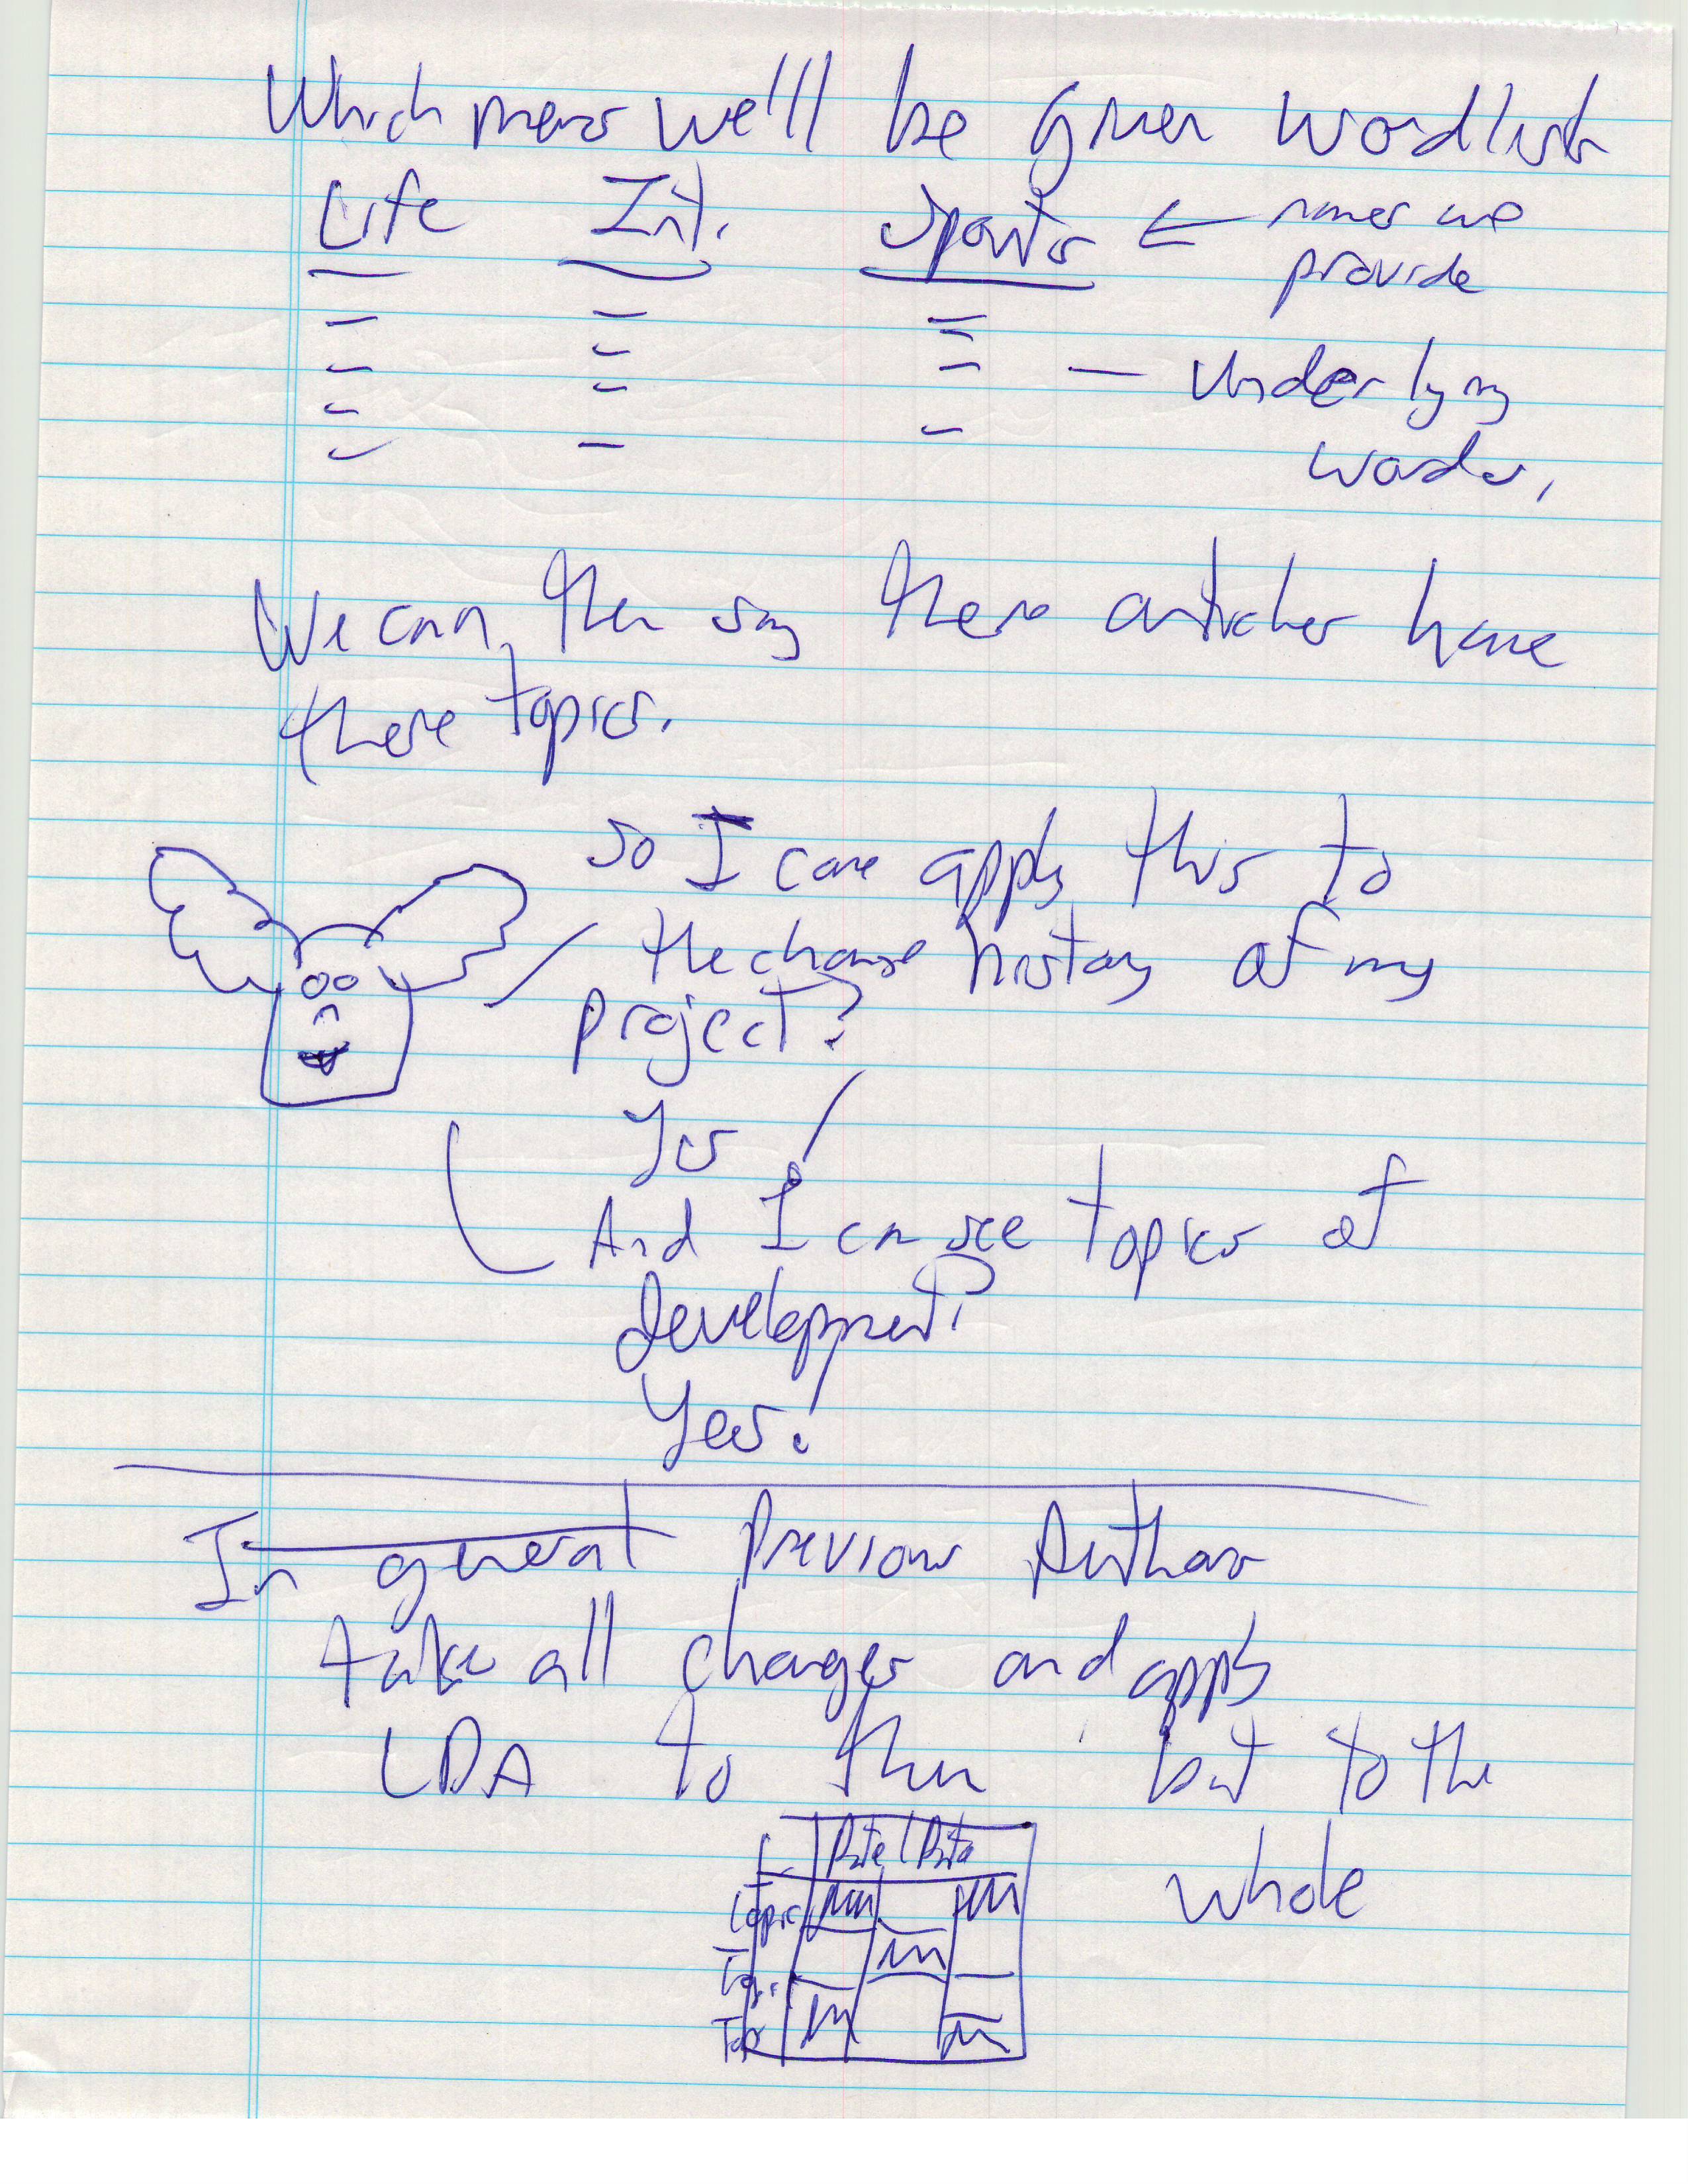 Which means we'll be given wordlists
Life Int. Sports ← names we
provide
— underlying
words,
We can then say these articles have
these topics.
So I can apply this to
the change history of my
project?
Yes
And I can see topics of
development?
Yes!
In general Previous Authors
take all changes and apply
LDA to them but to the
whole
Date Date
Topic
Topic
Top